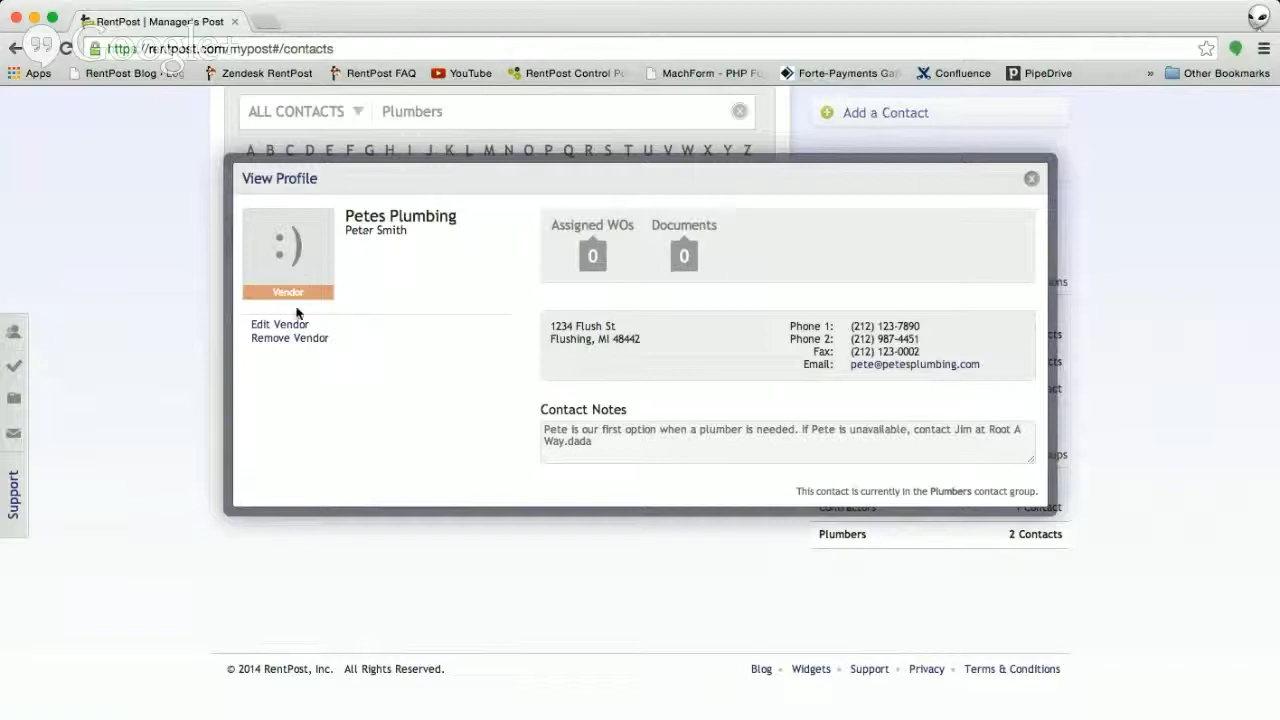 RentPost | Manager's Post
Google+
https://rentpost.com/mypost#/contacts
Apps
RentPost Blog
Zendesk RentPost
RentPost FAQ
YouTube
RentPost Control
MachForm - PHP
Forte-Payments
Confluence
PipeDrive
»
Other Bookmarks
ALL CONTACTS
Plumbers
Add a Contact
A B C D E F G H I J K L M N O P Q R S T U V W X Y Z
View Profile
:)
Vendor
Petes Plumbing
Peter Smith
Edit Vendor
Remove Vendor
Assigned WOs Documents
0 0
1234 Flush St
Flushing, MI 48442
Phone 1: (212) 123-7890
Phone 2: (212) 987-4451
Fax: (212) 123-0002
Email: pete@petesplumbing.com
Contact Notes
Pete is our first option when a plumber is needed. If Pete is unavailable, contact Jim at Root A
Way.dada
This contact is currently in the Plumbers contact group.
Plumbers 2 Contacts
Support
© 2014 RentPost, Inc. All Rights Reserved.
Blog • Widgets • Support • Privacy • Terms & Conditions